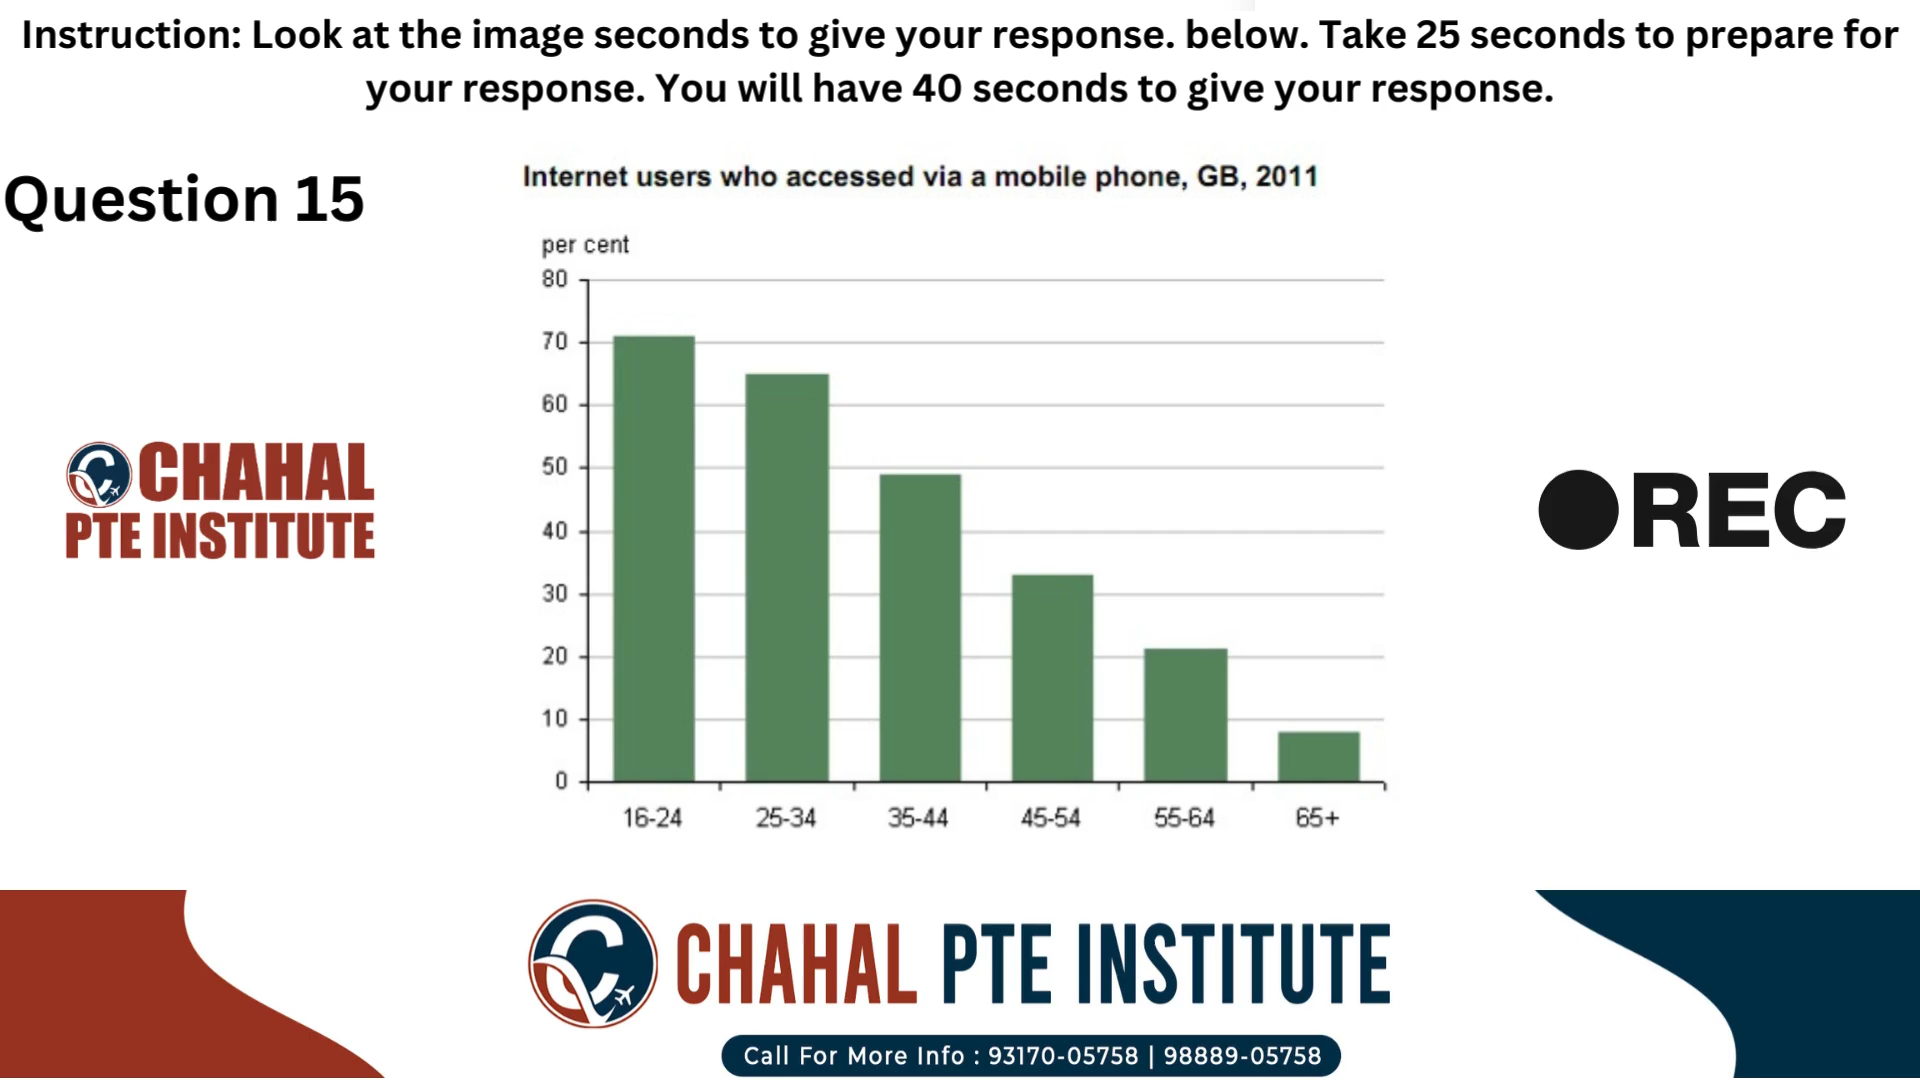 Instruction: Look at the image seconds to give your response. below. Take 25 seconds to prepare for
your response. You will have 40 seconds to give your response.
Question 15
Internet users who accessed via a mobile phone, GB, 2011
per cent
80
70
60
50
40
30
20
10
0
16-24 25-34 35-44 45-54 55-64 65+
CHAHAL
PTE INSTITUTE
REC
CHAHAL PTE INSTITUTE
Call For More Info : 93170-05758 | 98889-05758